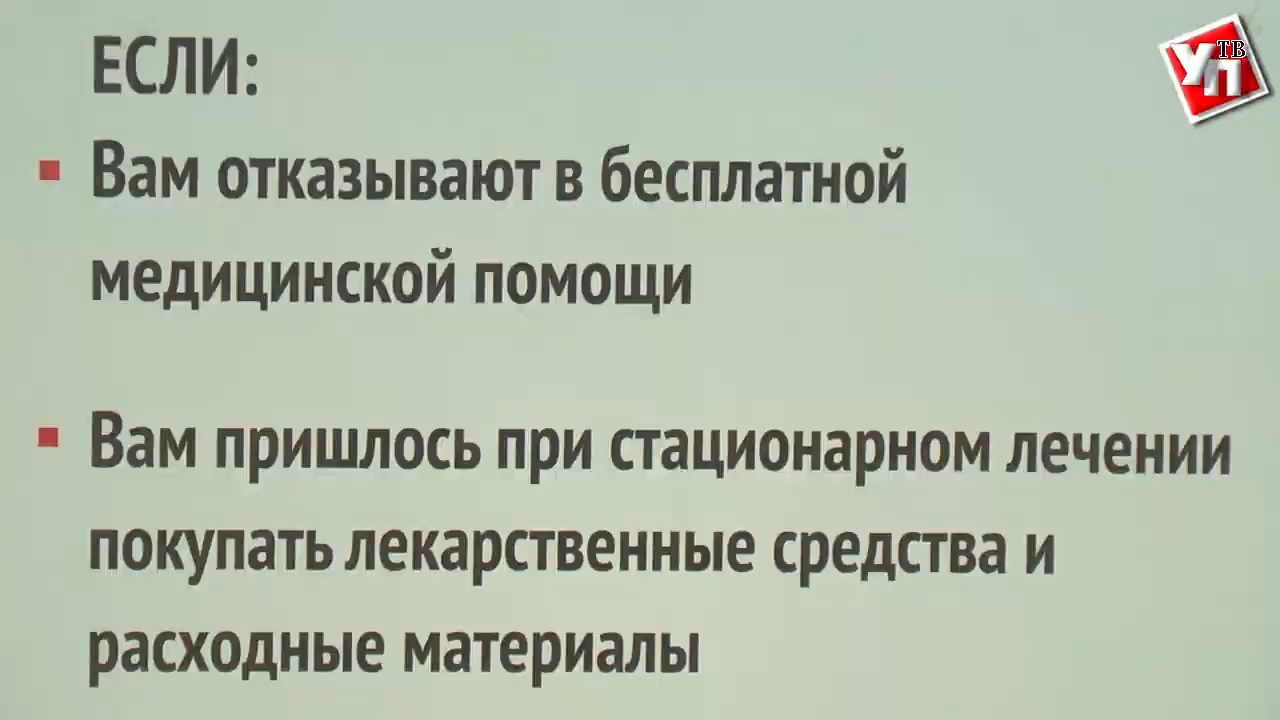 ЕСЛИ:
Вам отказывают в бесплатной
медицинской помощи
Вам пришлось при стационарном лечении
покупать лекарственные средства и
расходные материалы
УП ТВ